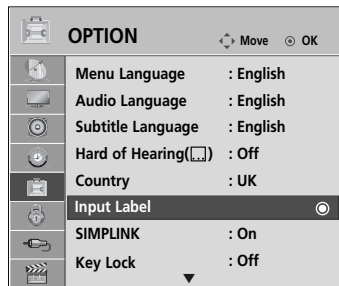 OPTION Move OK
Menu Language : English
Audio Language : English
Subtitle Language : English
Hard of Hearing( ) : Off
Country : UK
Input Label
SIMPLINK : On
Key Lock : Off